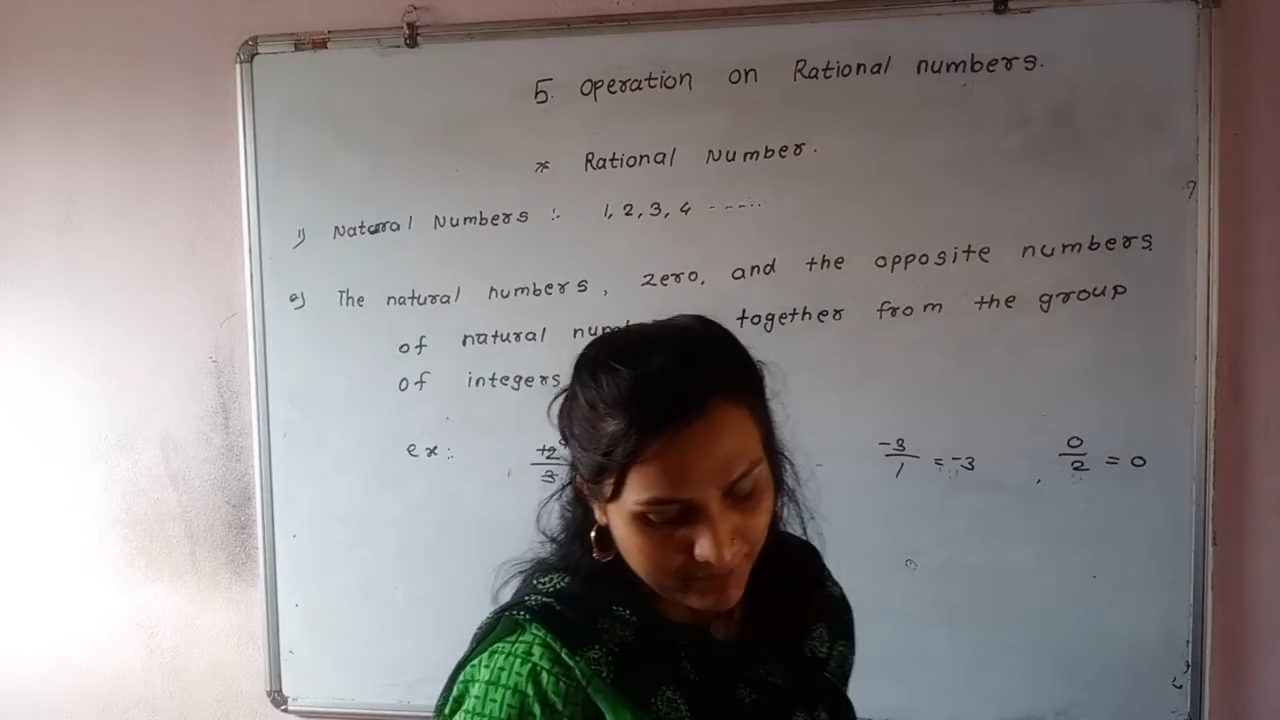 5. Operation on Rational numbers.
* Rational Number.
1) Natural Numbers :- 1, 2, 3, 4 -----..
The natural numbers, zero, and the opposite numbers
of natural together from the group
of integers
ex:- +2/3 -3/1 = -3 , 0/2 = 0